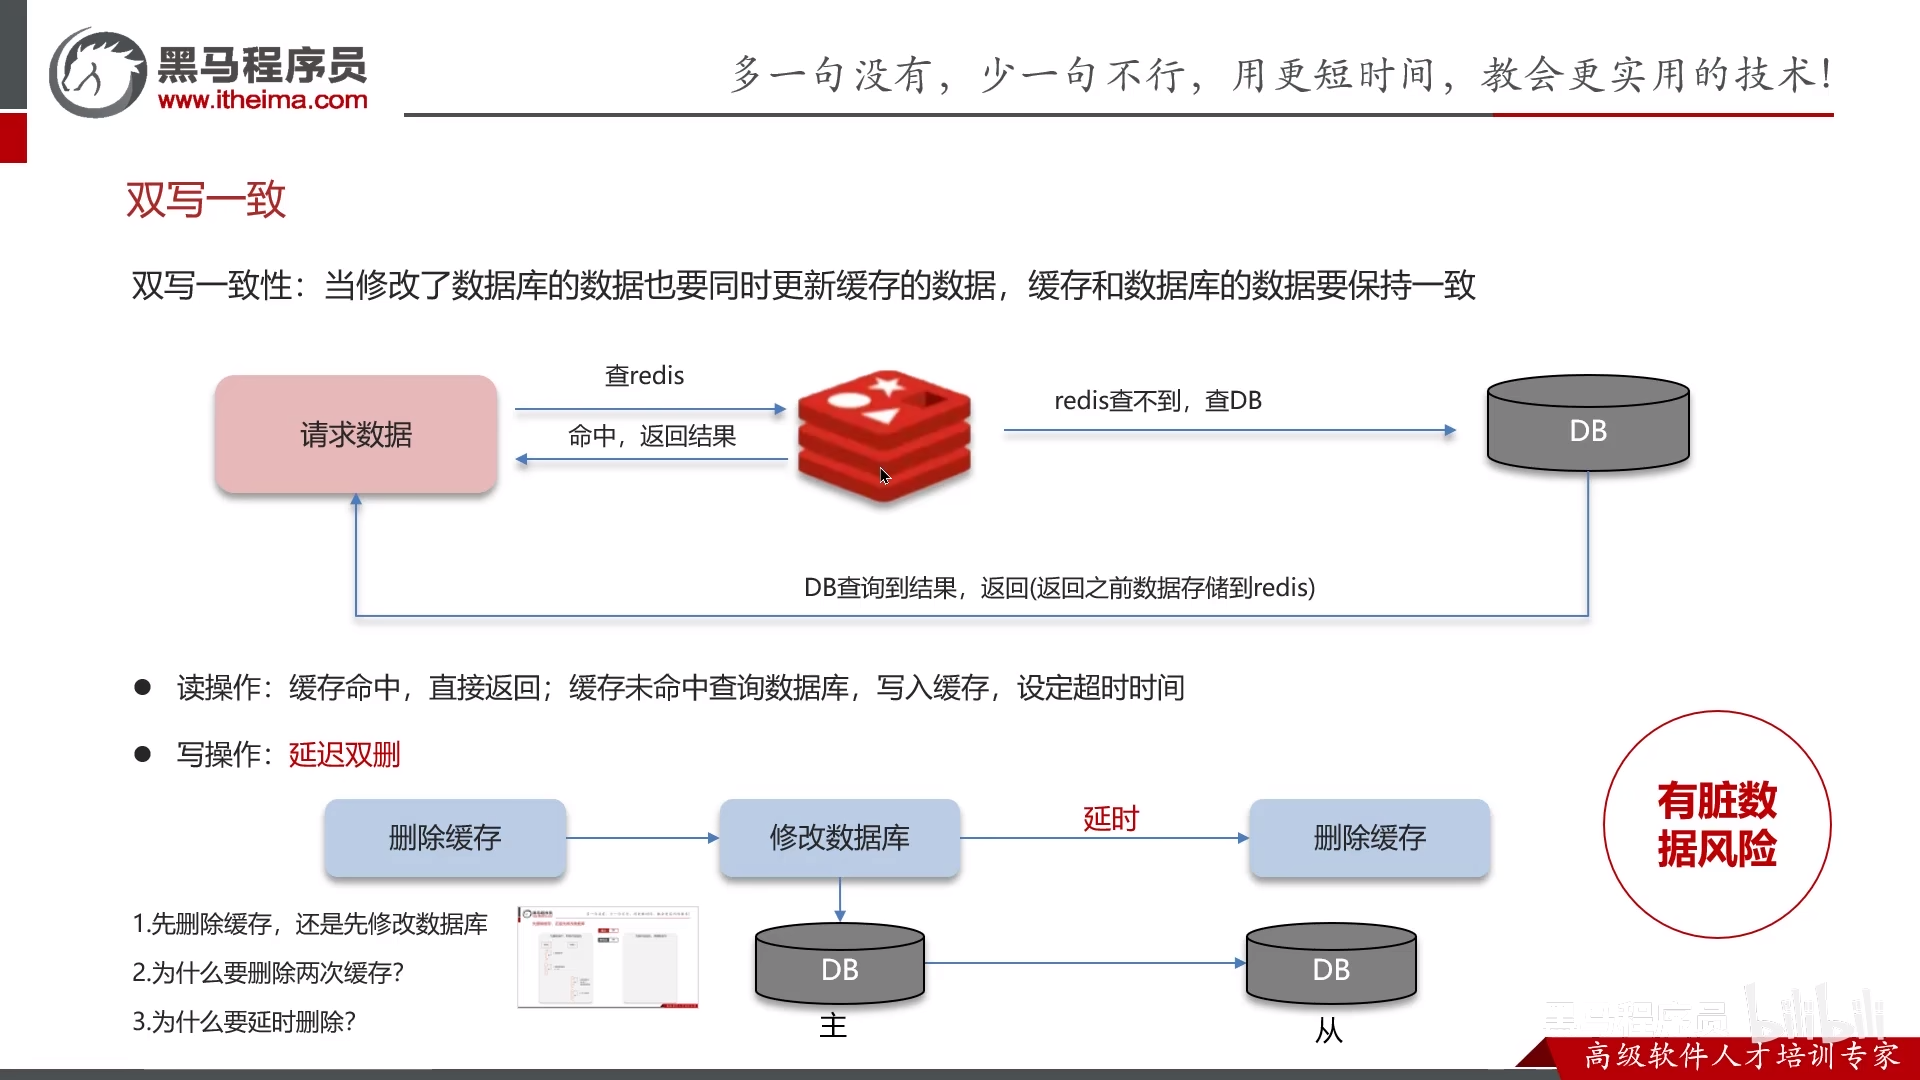 黑马程序员
www.itheima.com
多一句没有，少一句不行，用更短时间，教会更实用的技术！
双写一致
双写一致性：当修改了数据库的数据也要同时更新缓存的数据，缓存和数据库的数据要保持一致
请求数据
查redis
命中，返回结果
redis查不到，查DB
DB
DB查询到结果，返回(返回之前数据存储到redis)
读操作：缓存命中，直接返回；缓存未命中查询数据库，写入缓存，设定超时时间
写操作：延迟双删
删除缓存
修改数据库
延时
删除缓存
有脏数
据风险
1.先删除缓存，还是先修改数据库
2.为什么要删除两次缓存？
3.为什么要延时删除？
DB
主
DB
从
黑马程序员 bilibili
高级软件人才培训专家